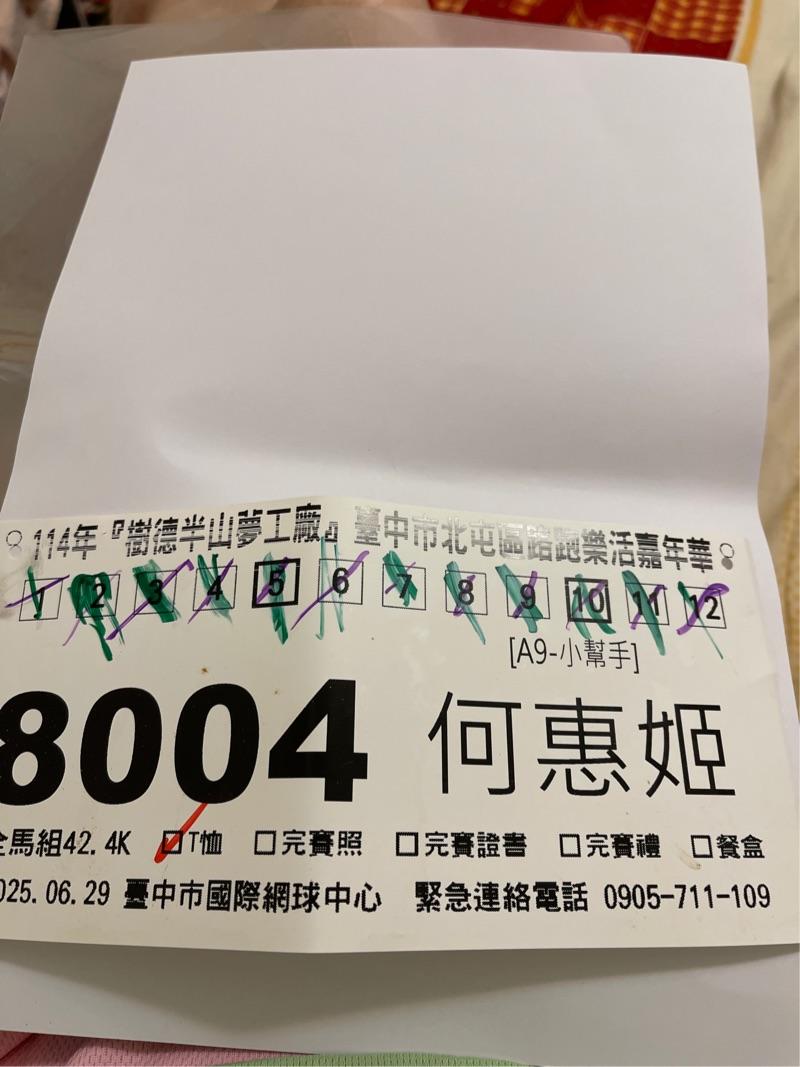 114年『樹德半山夢工廠』臺中市北屯區路跑樂活嘉年華
1 2 3 4 5 6 7 8 9 10 11 12
[A9-小幫手]
8004 何惠姬
全馬組42.4K ☐T恤 ☐完賽照 ☐完賽證書 ☐完賽禮 ☐餐盒
025.06.29 臺中市國際網球中心 緊急連絡電話 0905-711-109